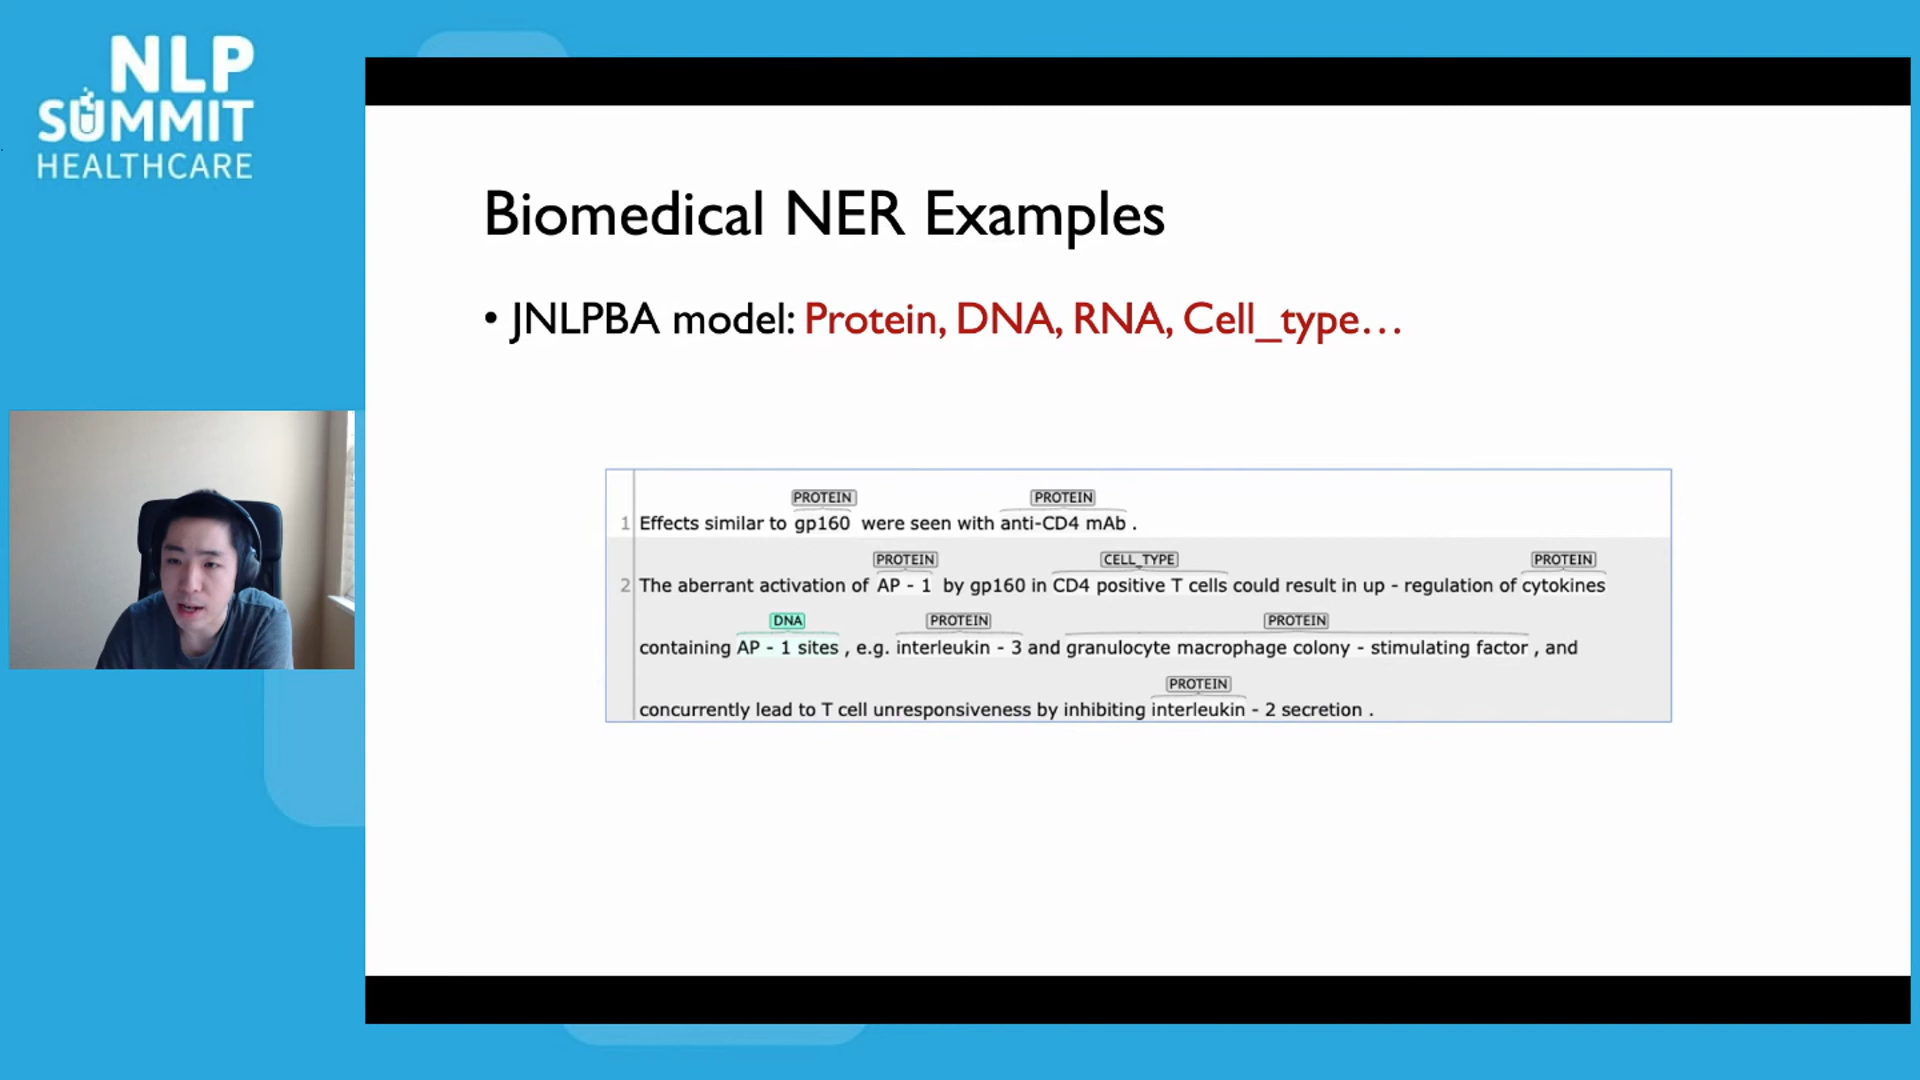 NLP
SUMMIT
HEALTHCARE
Biomedical NER Examples
• JNLPBA model: Protein, DNA, RNA, Cell_type…
PROTEIN PROTEIN
1 Effects similar to gp160 were seen with anti-CD4 mAb .
PROTEIN CELL_TYPE PROTEIN
2 The aberrant activation of AP - 1 by gp160 in CD4 positive T cells could result in up - regulation of cytokines
DNA PROTEIN PROTEIN
containing AP - 1 sites , e.g. interleukin - 3 and granulocyte macrophage colony - stimulating factor , and
PROTEIN
concurrently lead to T cell unresponsiveness by inhibiting interleukin - 2 secretion .